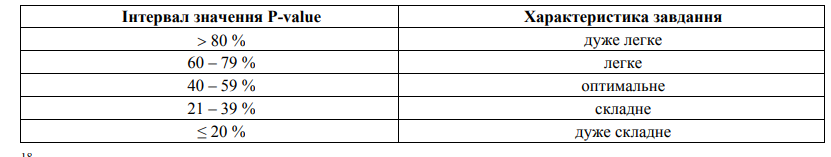 Інтервал значення P-value Характеристика завдання
> 80 % дуже легке
60 – 79 % легке
40 – 59 % оптимальне
21 – 39 % складне
≤ 20 % дуже складне